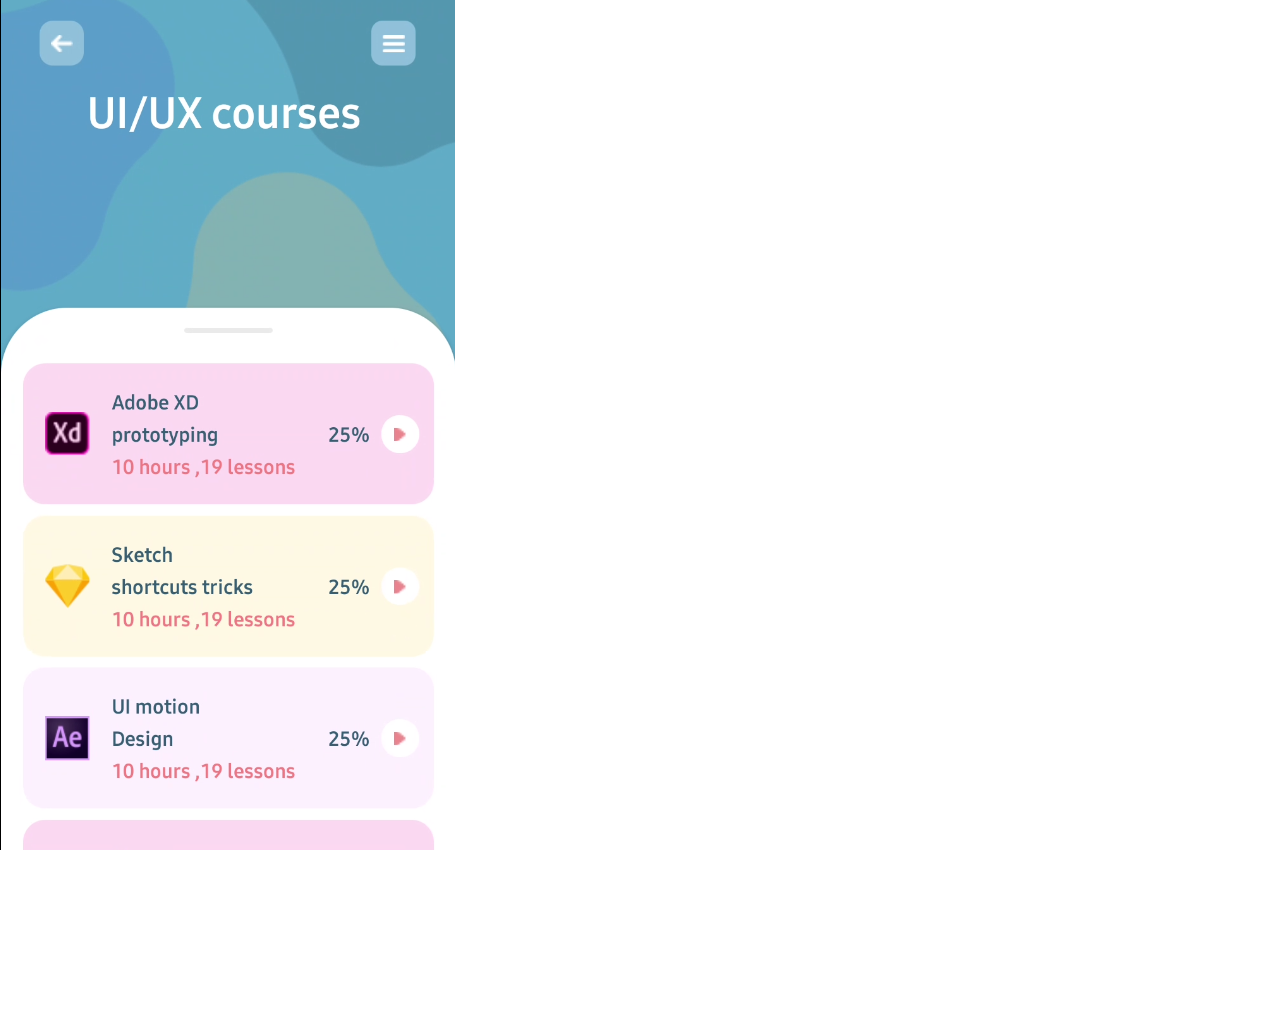 UI/UX courses
Adobe XD
prototyping
25%
10 hours ,19 lessons
Xd
Sketch
shortcuts tricks
25%
10 hours ,19 lessons
UI motion
Design
25%
10 hours ,19 lessons
Ae